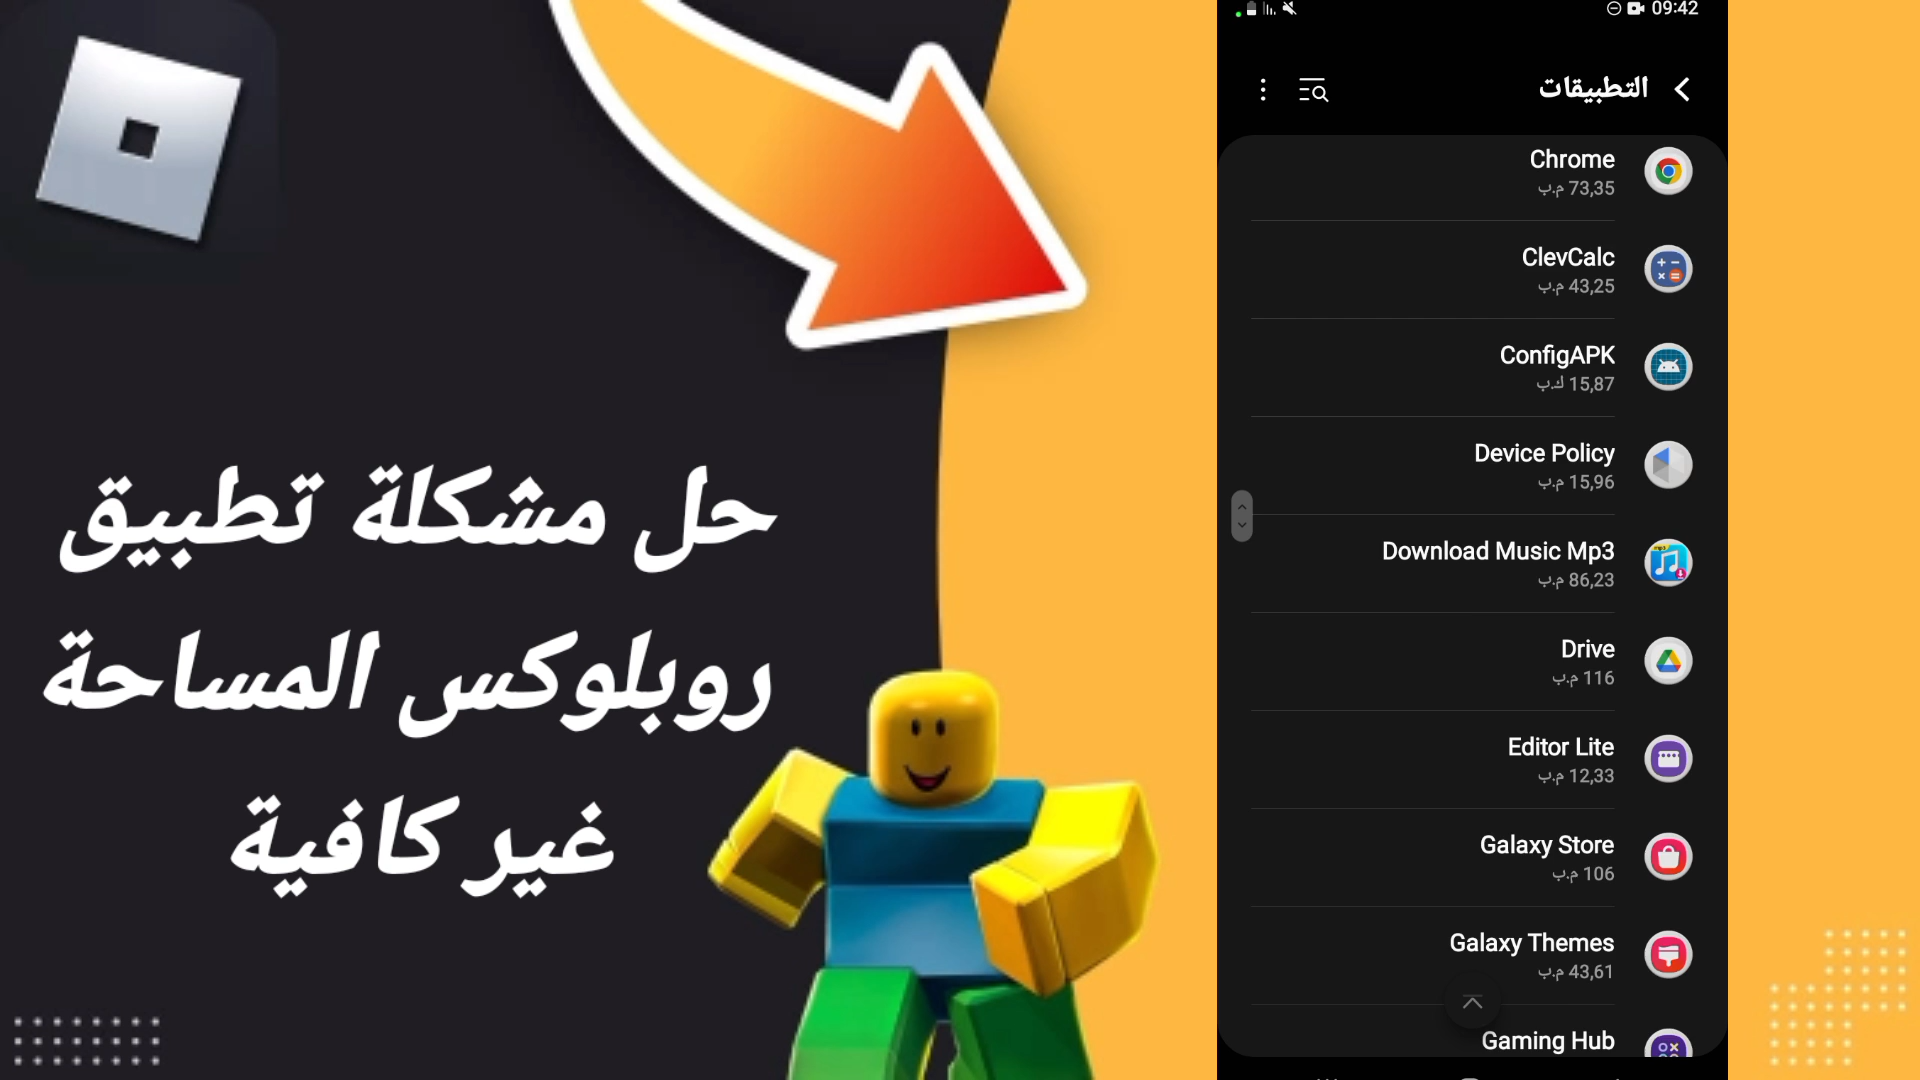 حل مشكلة تطبيق
روبلوكس المساحة
غير كافية
09:42
التطبيقات
Chrome
73,35 م.ب
ClevCalc
43,25 م.ب
ConfigAPK
15,87 ك.ب
Device Policy
15,96 م.ب
Download Music Mp3
86,23 م.ب
Drive
116 م.ب
Editor Lite
12,33 م.ب
Galaxy Store
106 م.ب
Galaxy Themes
43,61 م.ب
Gaming Hub